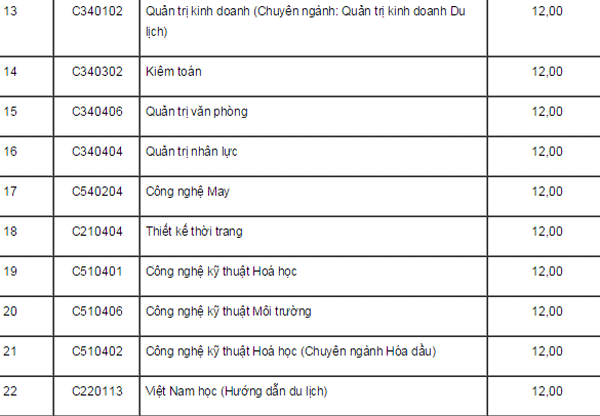 13 C340102 Quản trị kinh doanh (Chuyên ngành: Quản trị kinh doanh Du 12,00
lịch)
14 C340302 Kiêm toán 12,00
15 C340406 Quản trị văn phòng 12,00
16 C340404 Quản trị nhân lực 12,00
17 C540204 Công nghệ May 12,00
18 C210404 Thiết kế thời trang 12,00
19 C510401 Công nghệ kỹ thuật Hoá học 12,00
20 C510406 Công nghệ kỹ thuật Môi trường 12,00
21 C510402 Công nghệ kỹ thuật Hoá học (Chuyên ngành Hóa dầu) 12,00
22 C220113 Việt Nam học (Hướng dẫn du lịch) 12,00